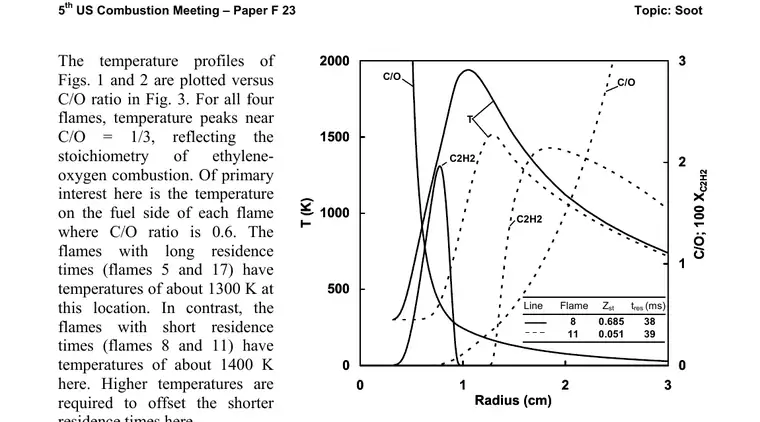 5th US Combustion Meeting – Paper F 23
Topic: Soot
The temperature profiles of
Figs. 1 and 2 are plotted versus
C/O ratio in Fig. 3. For all four
flames, temperature peaks near
C/O = 1/3, reflecting the
stoichiometry of ethylene-
oxygen combustion. Of primary
interest here is the temperature
on the fuel side of each flame
where C/O ratio is 0.6. The
flames with long residence
times (flames 5 and 17) have
temperatures of about 1300 K at
this location. In contrast, the
flames with short residence
times (flames 8 and 11) have
temperatures of about 1400 K
here. Higher temperatures are
required to offset the shorter
residence times here.
2000
1500
1000
500
0
T (K)
3
2
1
0
C/O; 100 XC2H2
0
1
2
3
Radius (cm)
C/O
C/O
T
C2H2
C2H2
Line Flame Zst tres (ms)
8 0.685 38
11 0.051 39